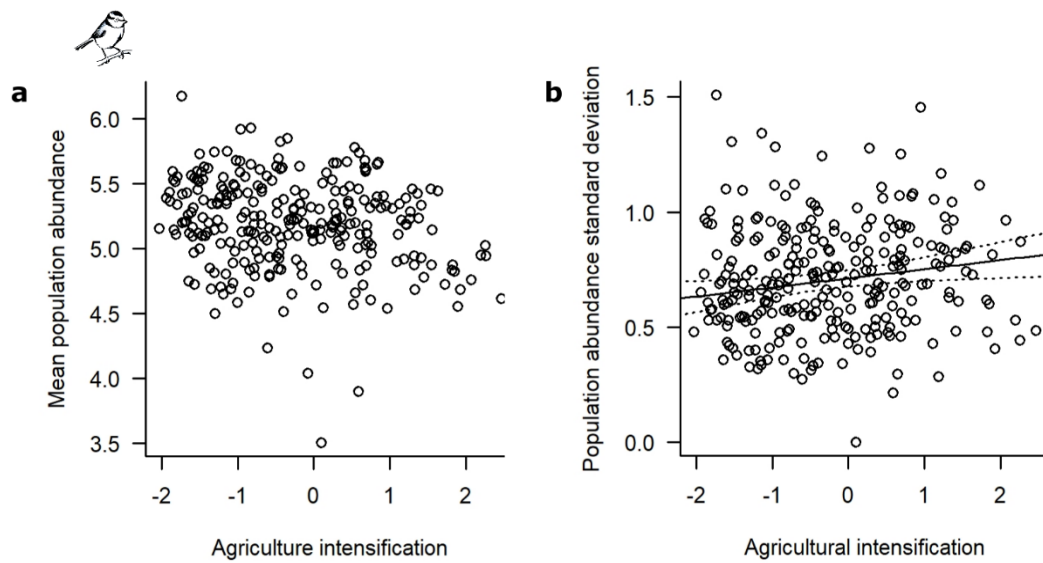 a
Mean population abundance
6.0
5.5
5.0
4.5
4.0
3.5
-2 -1 0 1 2
Agriculture intensification
b
Population abundance standard deviation
1.5
1.0
0.5
0.0
-2 -1 0 1 2
Agricultural intensification